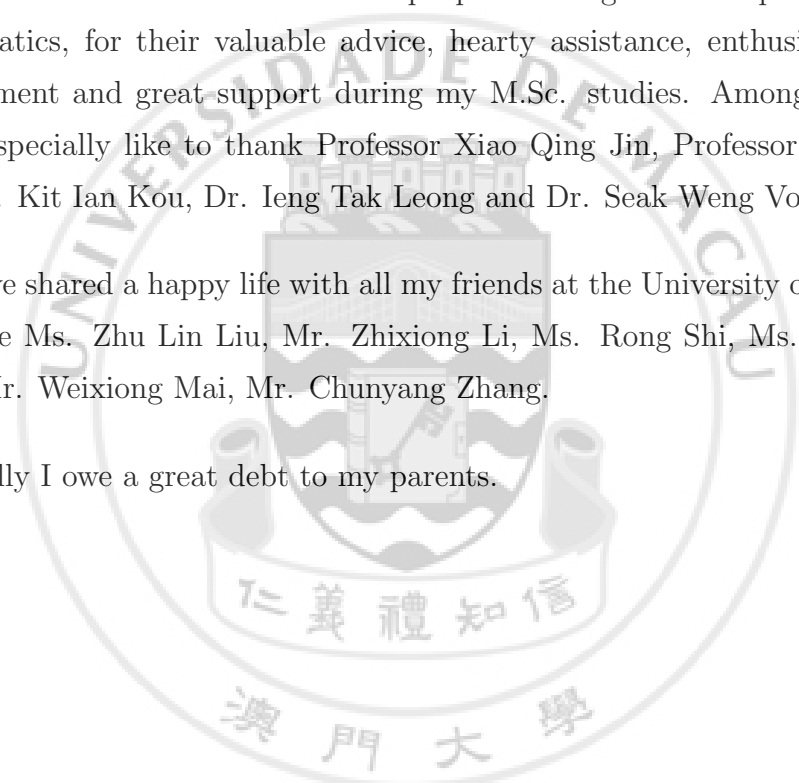 atics, for their valuable advice, hearty assistance, enthusi
ment and great support during my M.Sc. studies. Among
specially like to thank Professor Xiao Qing Jin, Professor
. Kit Ian Kou, Dr. Ieng Tak Leong and Dr. Seak Weng Vo
ve shared a happy life with all my friends at the University o
e Ms. Zhu Lin Liu, Mr. Zhixiong Li, Ms. Rong Shi, Ms.
Mr. Weixiong Mai, Mr. Chunyang Zhang.
lly I owe a great debt to my parents.
UNIVERSIDADE DE MACAU
仁義禮知信
澳門大學